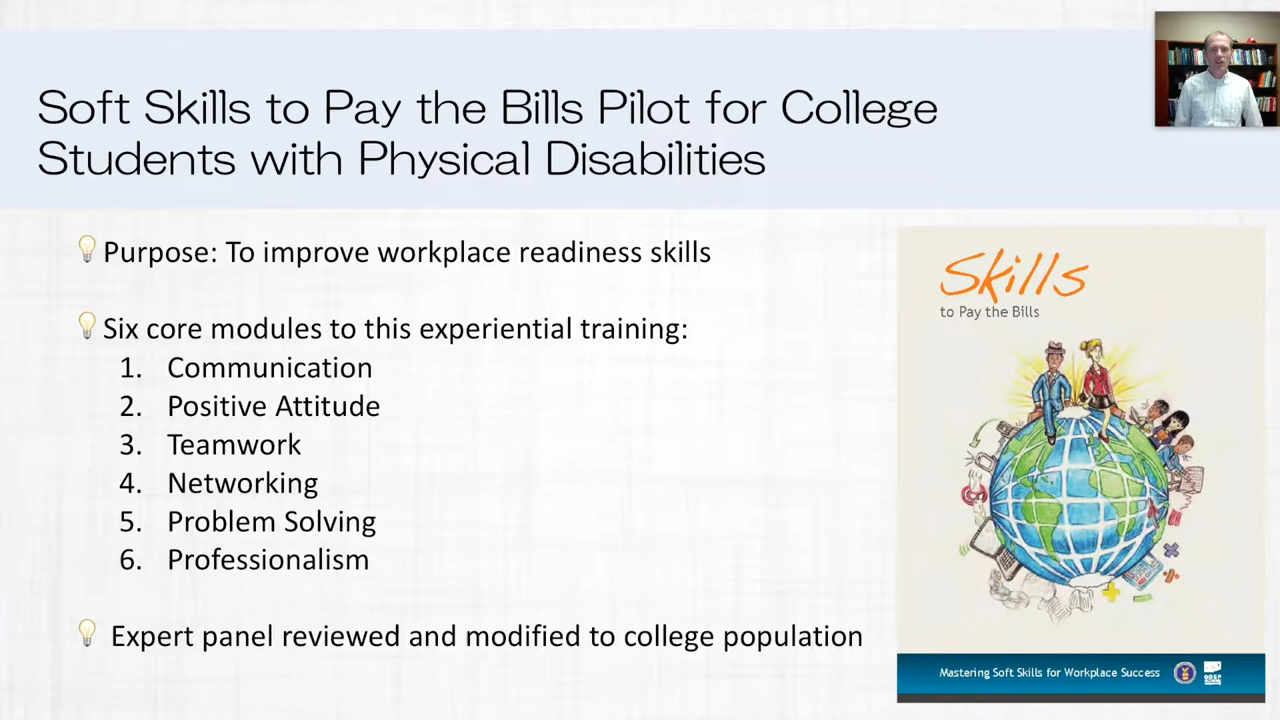 Soft Skills to Pay the Bills Pilot for College
Students with Physical Disabilities
Purpose: To improve workplace readiness skills
Six core modules to this experiential training:
1. Communication
2. Positive Attitude
3. Teamwork
4. Networking
5. Problem Solving
6. Professionalism
Expert panel reviewed and modified to college population
Skills
to Pay the Bills
Mastering Soft Skills for Workplace Success